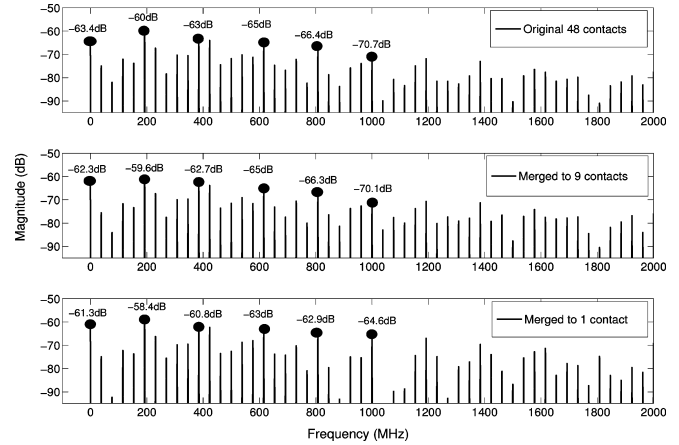 −50
−60
−70
−80
−90
−63.4dB
−60dB
−63dB
−65dB
−66.4dB
−70.7dB
Original 48 contacts
0 200 400 600 800 1000 1200 1400 1600 1800 2000
−50
−60
−70
−80
−90
−62.3dB
−59.6dB
−62.7dB
−65dB
−66.3dB
−70.1dB
Merged to 9 contacts
0 200 400 600 800 1000 1200 1400 1600 1800 2000
Magnitude (dB)
−50
−60
−70
−80
−90
−61.3dB
−58.4dB
−60.8dB
−63dB
−62.9dB
−64.6dB
Merged to 1 contact
0 200 400 600 800 1000 1200 1400 1600 1800 2000
Frequency (MHz)